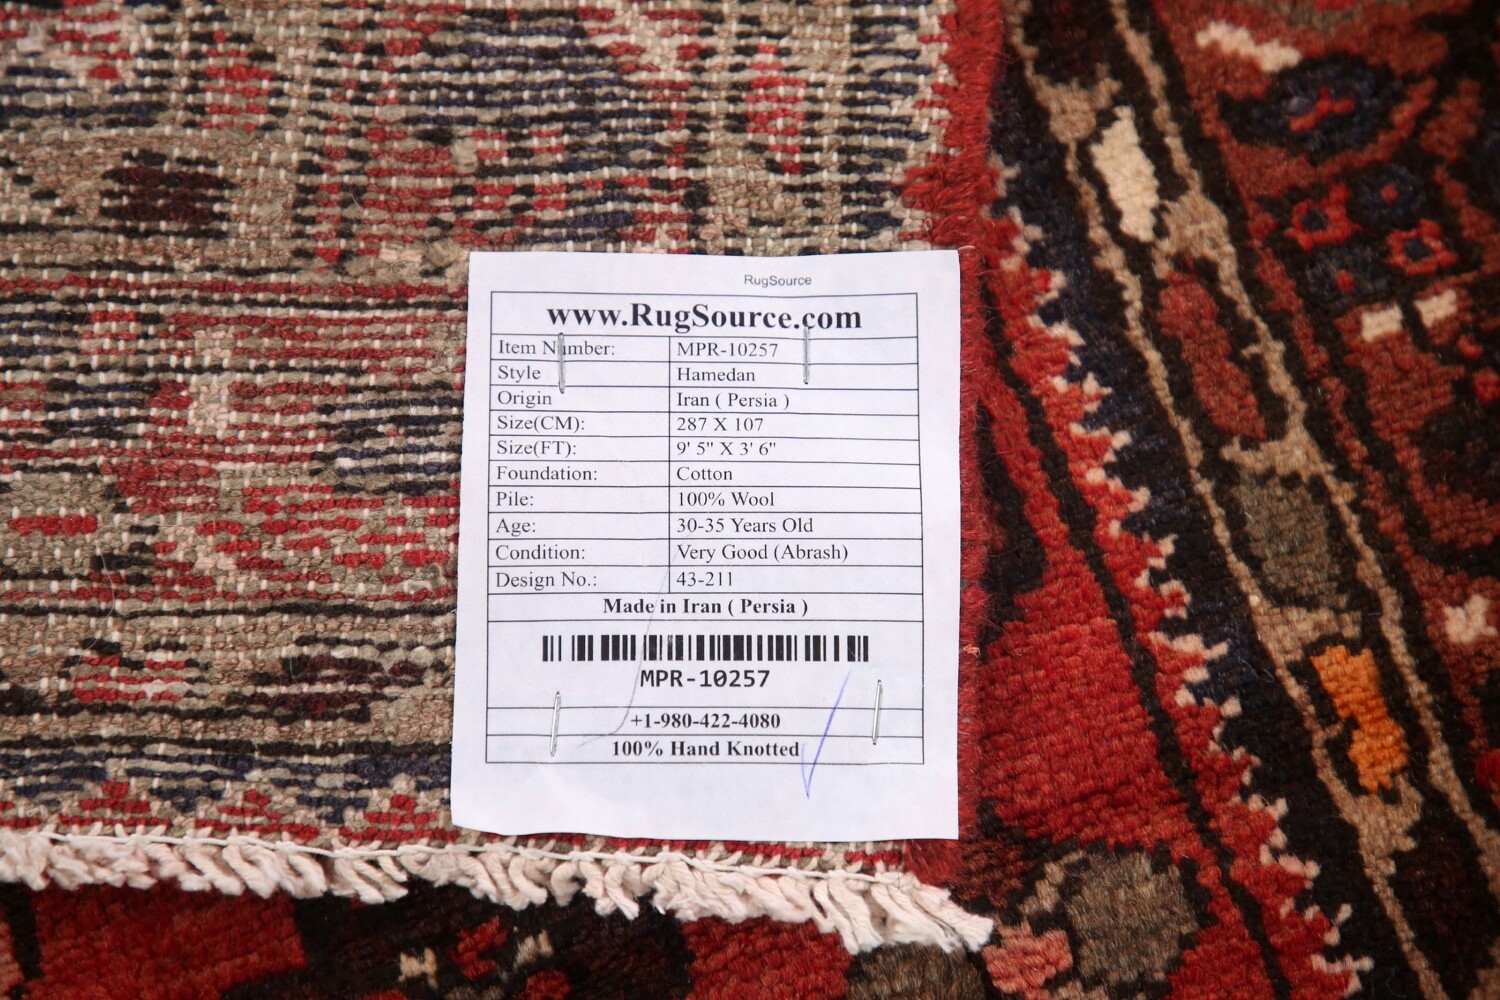 RugSource
www.RugSource.com
Item Number: MPR-10257
Style Hamedan
Origin Iran ( Persia )
Size(CM): 287 X 107
Size(FT): 9' 5" X 3' 6"
Foundation: Cotton
Pile: 100% Wool
Age: 30-35 Years Old
Condition: Very Good (Abrash)
Design No.: 43-211
Made in Iran ( Persia )
MPR-10257
+1-980-422-4080
100% Hand Knotted